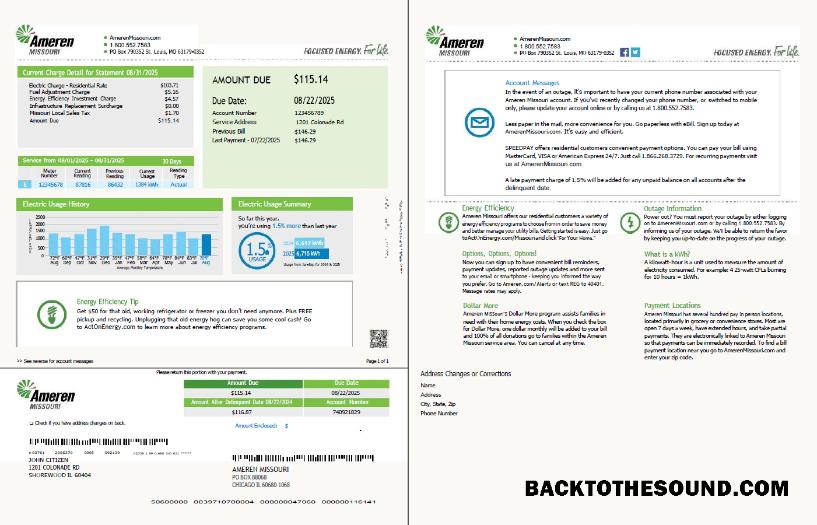 Ameren
MISSOURI
AmerenMissouri.com
1.800.552.7583
PO Box 790352 St. Louis, MO 63179-0352
FOCUSED ENERGY. For life.
Current Charge Detail for Statement 08/31/2025
Electric Charge - Residential Rate $103.71
Fuel Adjustment Charge $5.16
Energy Efficiency Investment Charge $4.57
Infrastructure Replacement Surcharge $0.00
Missouri Local Sales Tax $1.70
Amount Due $115.14
AMOUNT DUE $115.14
Due Date: 08/22/2025
Account Number 123456789
Service Address 1201 Colonade Rd
Previous Bill $146.29
Last Payment - 07/22/2025 $146.29
Service from 08/01/2025 - 08/31/2025 30 Days
Meter Number Current Reading Previous Reading Current Usage Reading Type
E 12345678 87816 86432 1384 kWh Actual
Electric Usage History
2500
2000
1500
1000
500
0
Aug Sep Oct Nov Dec Jan Feb Mar Apr May Jun Jul Aug
Average Monthly Temperature
Electric Usage Summary
So far this year,
you're using 1.5% more than last year
1.5%
USAGE
2024 6,617 kWh
2025 6,715 kWh
Energy Efficiency Tip
Get $50 for that old, working refrigerator or freezer you don't need anymore. Plus FREE
pickup and recycling. Unplugging that old energy hog can save you some cool cash! Go
to ActOnEnergy.com to learn more about energy efficiency programs.
>> See reverse for account messages
Page 1 of 1
Please return this portion with your payment.
Ameren
MISSOURI
Amount Due Due Date
$115.14 08/22/2025
Amount After Delinquent Date 08/22/2024 Account Number
$116.87 740921829
Check if you have address changes on back.
Amount Enclosed: $
JOHN CITIZEN
1201 COLONADE RD
SHOREWOOD IL 60404
AMEREN MISSOURI
PO BOX 88068
CHICAGO IL 60680-1068
50600000 0039710700004 000000047060 000000116141
Ameren
MISSOURI
AmerenMissouri.com
1.800.552.7583
PO Box 790352 St. Louis, MO 63179-0352
FOCUSED ENERGY. For life.
Account Messages
In the event of an outage, it's important to have your current phone number associated with your
Ameren Missouri account. If you've recently changed your phone number, or switched to mobile
only, please update your account online or by calling us at 1.800.552.7583.
Less paper in the mail, more convenience for you. Go paperless with eBill. Sign up today at
AmerenMissouri.com. It's easy and efficient.
SPEEDPAY offers residential customers convenient payment options. You can pay your bill using
MasterCard, VISA or American Express 24/7. Just call 1.866.268.3729. For recurring payments visit
us at AmerenMissouri.com
A late payment charge of 1.5% will be added for any unpaid balance on all accounts after the
delinquent date.
Energy Efficiency
Ameren Missouri offers our residential customers a variety of
energy efficiency programs to choose from in order to save money
and better manage your utility bills. Getting started is easy. Just go
to ActOnEnergy.com/Missouri and click "For Your Home."
Options, Options, Options!
Now you can sign up to have convenient bill reminders,
payment updates, reported outage updates and more sent
to your email or smartphone - keeping you informed the way
you prefer. Go to Ameren.com/Alerts or text REG to 40401.
Message rates may apply.
Dollar More
Ameren Missouri's Dollar More program assists families in
need with their home energy costs. When you check the box
for Dollar More, one dollar monthly will be added to your bill
and 100% of all donations go to families within the Ameren
Missouri service area. You can cancel at any time.
Outage Information
Power out? You must report your outage by either logging
on to AmerenMissouri.com or by calling 1.800.552.7583. By
informing us of your outage. We'll be able to return the favor
by keeping you up-to-date on the progress of your outage.
What is a kWh?
A kilowatt-hour is a unit used to measure the amount of
electricity consumed. For example: 4 25-watt CFLs burning
for 10 hours = 1kWh.
Payment Locations
Ameren Missouri has several hundred pay in person locations,
located primarily in grocery or convenience stores. Most are
open 7 days a week, have extended hours, and take partial
payments. They are electronically linked to Ameren Missouri
so that payments can be immediately recorded. To find a bill
payment location near you go to AmerenMissouri.com and
enter your zip code.
Address Changes or Corrections
Name
Address
City, State, Zip
Phone Number
BACKTOTHESOUND.COM